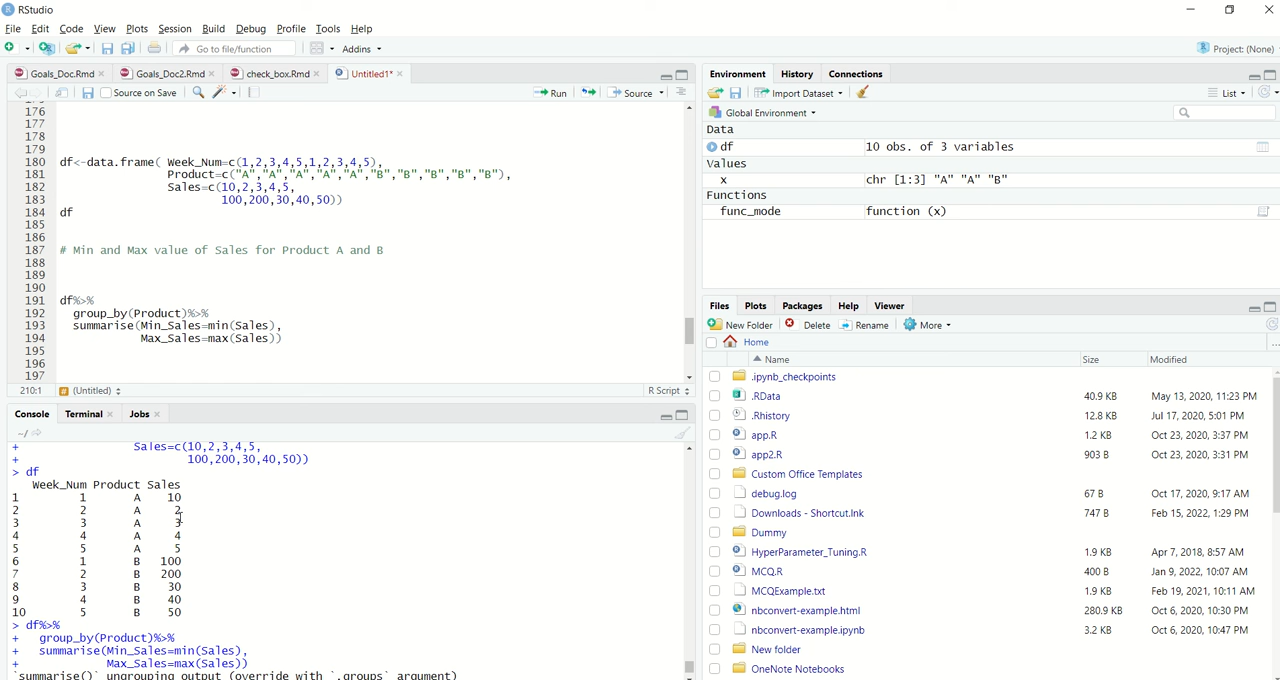 RStudio
File Edit Code View Plots Session Build Debug Profile Tools Help
Go to file/function Addins Project: (None)
Goals_Doc.Rmd Goals_Doc2.Rmd check_box.Rmd Untitled1*
Source on Save Run Source
176
177
178
179
180 df<-data.frame( Week_Num=c(1,2,3,4,5,1,2,3,4,5),
181 Product=c("A","A","A","A","A","B","B","B","B","B"),
182 Sales=c(10,2,3,4,5,
183 100,200,30,40,50))
184 df
185
186
187 # Min and Max value of Sales for Product A and B
188
189
190
191 df%>%
192 group_by(Product)%>%
193 summarise(Min_Sales=min(Sales),
194 Max_Sales=max(Sales))
195
196
197
210:1 (Untitled) R Script
Console Terminal Jobs
~/
+ Sales=c(10,2,3,4,5,
+ 100,200,30,40,50))
> df
Week_Num Product Sales
1 1 A 10
2 2 A 2
3 3 A 3
4 4 A 4
5 5 A 5
6 1 B 100
7 2 B 200
8 3 B 30
9 4 B 40
10 5 B 50
> df%>%
+ group_by(Product)%>%
+ summarise(Min_Sales=min(Sales),
+ Max_Sales=max(Sales))
`summarise()` ungrouping output (override with `.groups` argument)
Environment History Connections
Import Dataset List
Global Environment
Data
df 10 obs. of 3 variables
Values
x chr [1:3] "A" "A" "B"
Functions
func_mode function (x)
Files Plots Packages Help Viewer
New Folder Delete Rename More
Home
Name Size Modified
.ipynb_checkpoints
.RData 40.9 KB May 13, 2020, 11:23 PM
.Rhistory 12.8 KB Jul 17, 2020, 5:01 PM
app.R 1.2 KB Oct 23, 2020, 3:37 PM
app2.R 903 B Oct 23, 2020, 3:31 PM
Custom Office Templates
debug.log 67 B Oct 17, 2020, 9:17 AM
Downloads - Shortcut.lnk 747 B Feb 15, 2022, 1:29 PM
Dummy
HyperParameter_Tuning.R 1.9 KB Apr 7, 2018, 8:57 AM
MCQ.R 400 B Jan 9, 2022, 10:07 AM
MCQExample.txt 1.9 KB Feb 19, 2021, 10:11 AM
nbconvert-example.html 280.9 KB Oct 6, 2020, 10:30 PM
nbconvert-example.ipynb 3.2 KB Oct 6, 2020, 10:47 PM
New folder
OneNote Notebooks